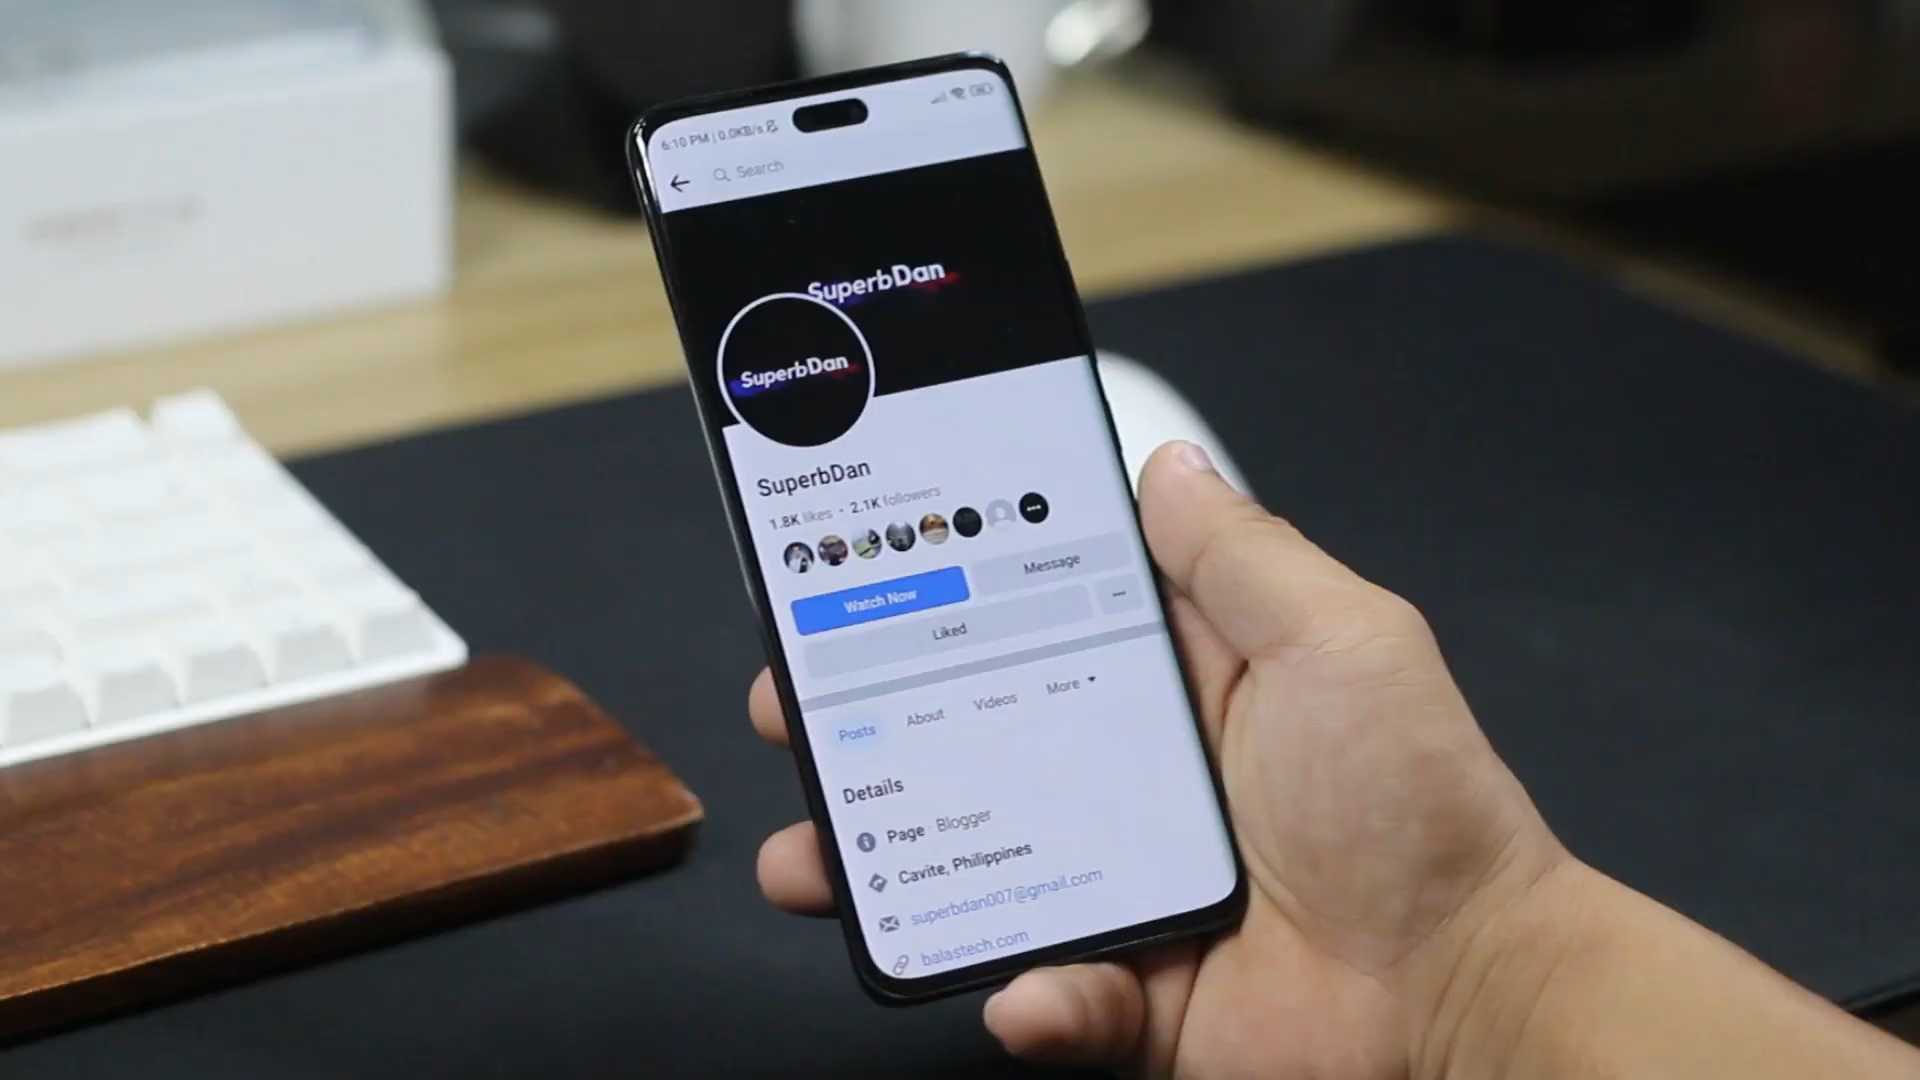 6:10 PM | 0.0KB/s
Search
SuperbDan
SuperbDan
SuperbDan
1.8K likes · 2.1K followers
Watch Now
Message
Liked
Posts
About
Videos
More
Details
Page · Blogger
Cavite, Philippines
superbdan007@gmail.com
balastech.com